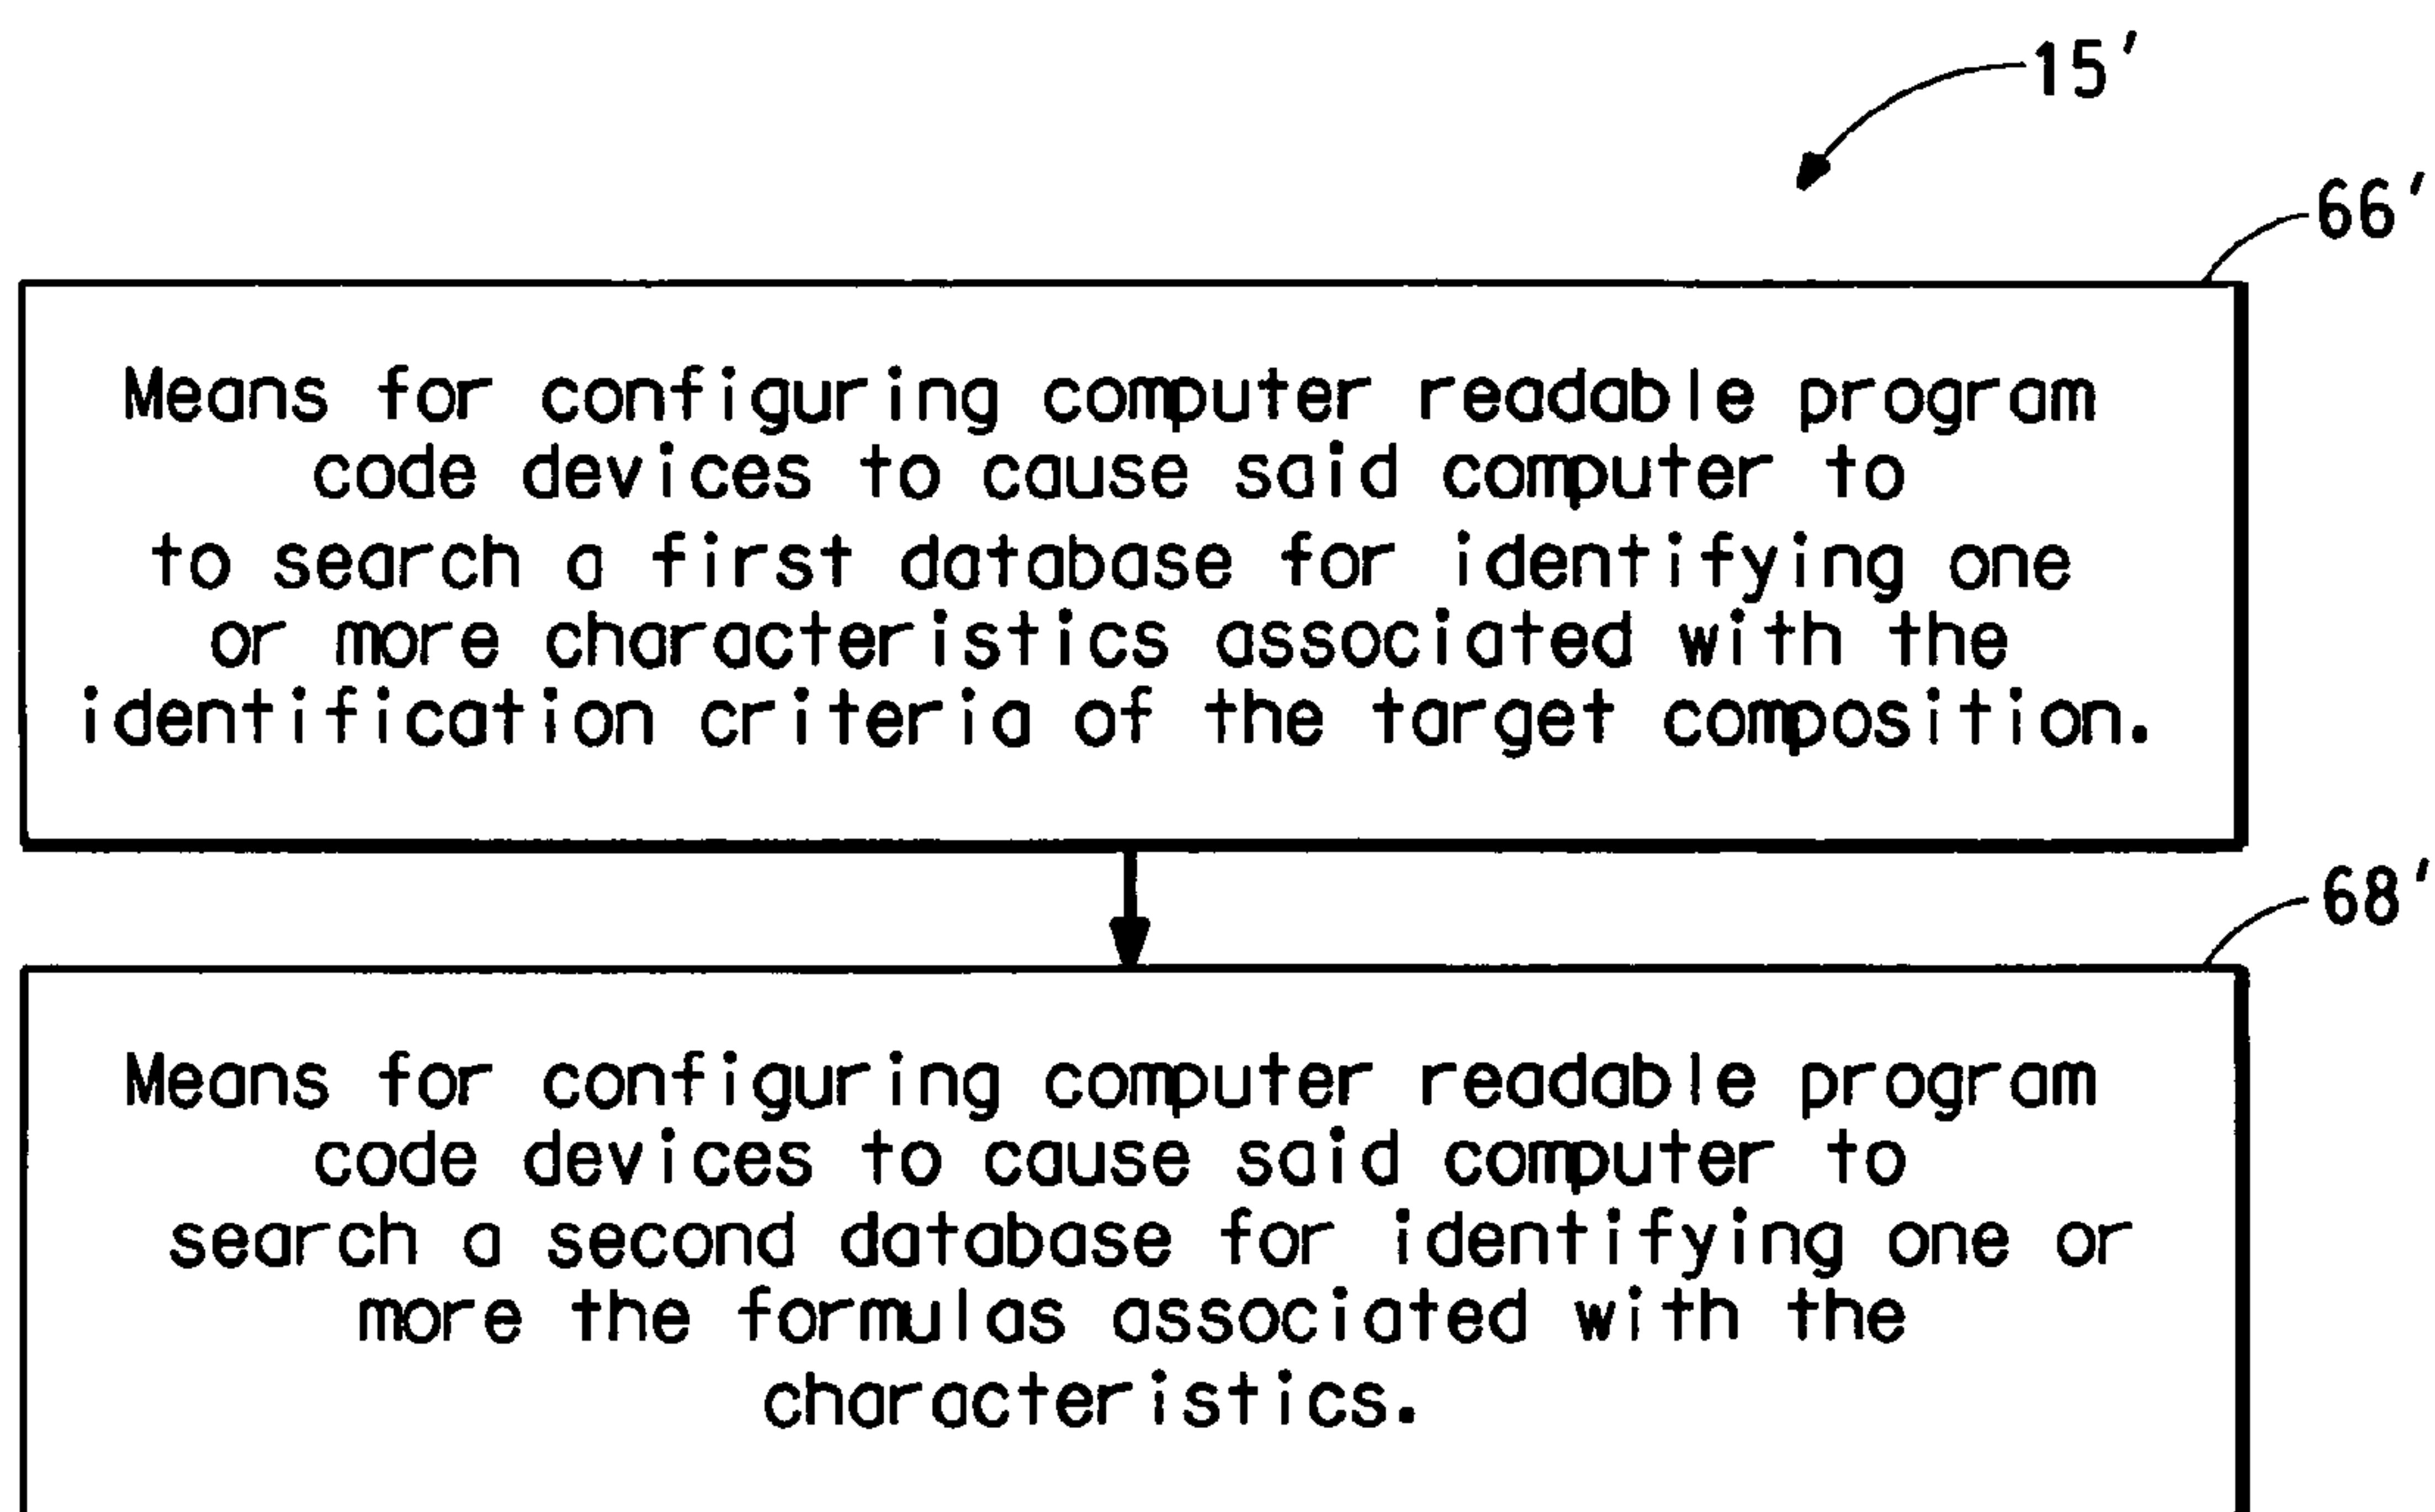 15'
66'
Means for configuring computer readable program
code devices to cause said computer to
to search a first database for identifying one
or more characteristics associated with the
identification criteria of the target composition.
68'
Means for configuring computer readable program
code devices to cause said computer to
search a second database for identifying one or
more the formulas associated with the
characteristics.